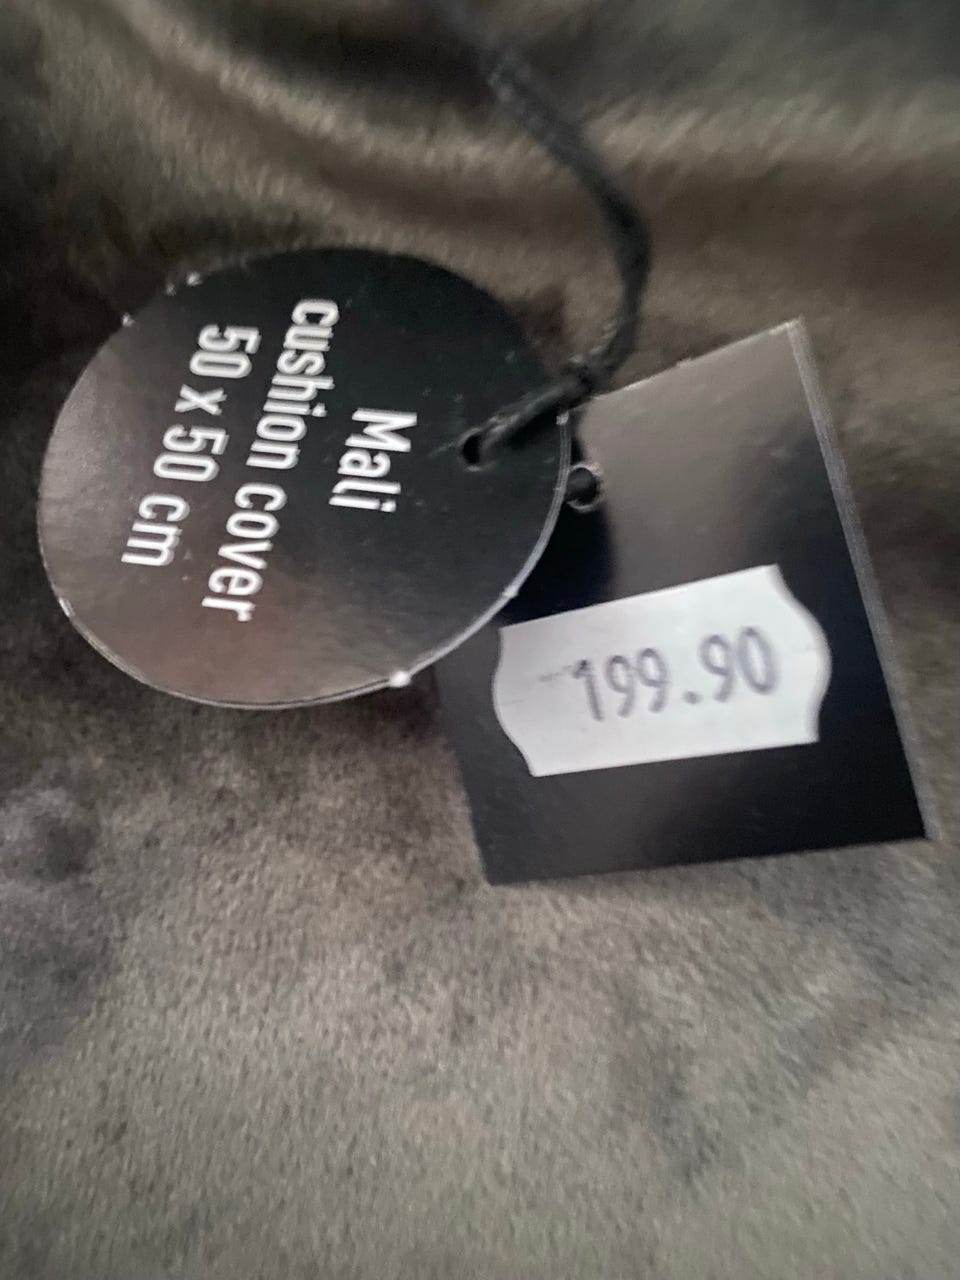 Mali
cushion cover
50 x 50 cm
199.90